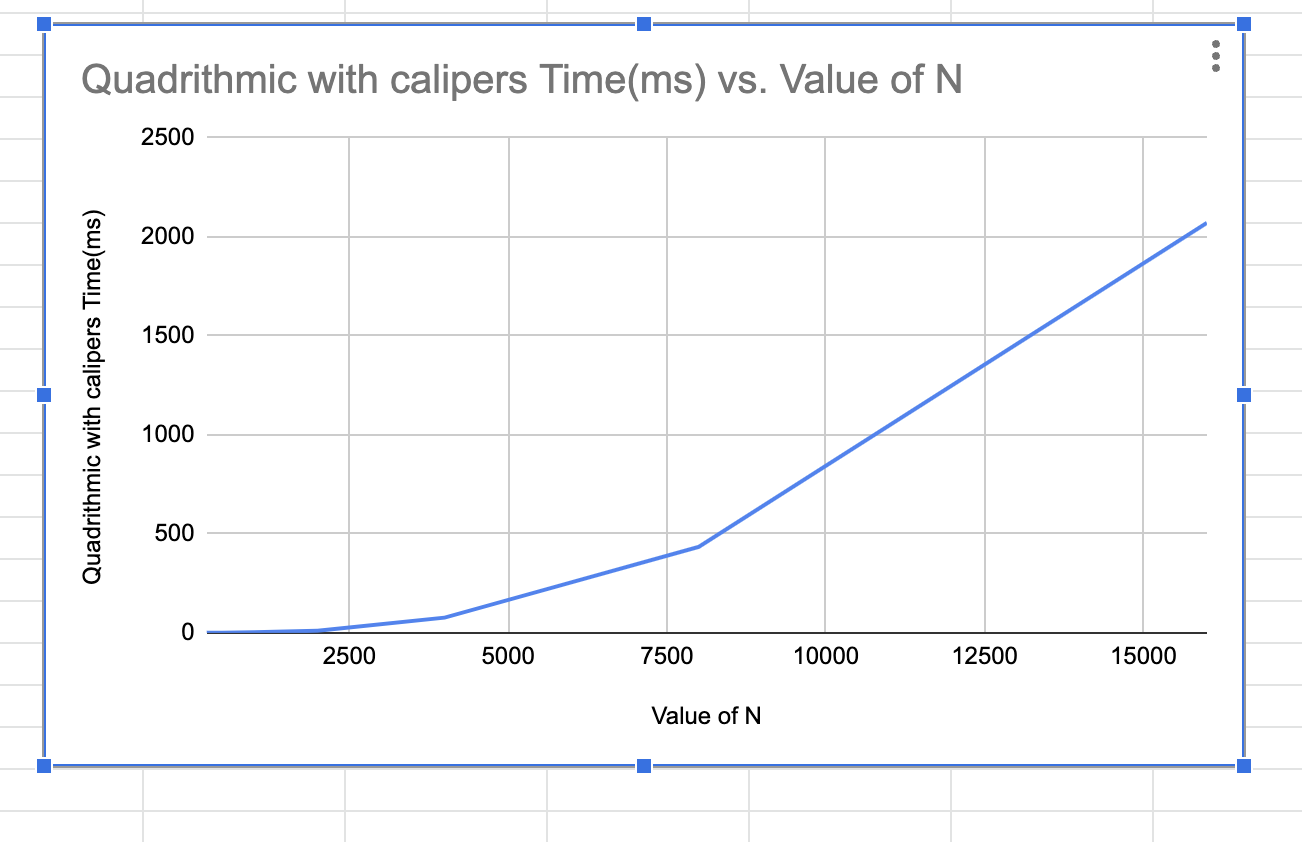 Quadrithmic with calipers Time(ms) vs. Value of N
Quadrithmic with calipers Time(ms)
2500
2000
1500
1000
500
0
2500 5000 7500 10000 12500 15000
Value of N